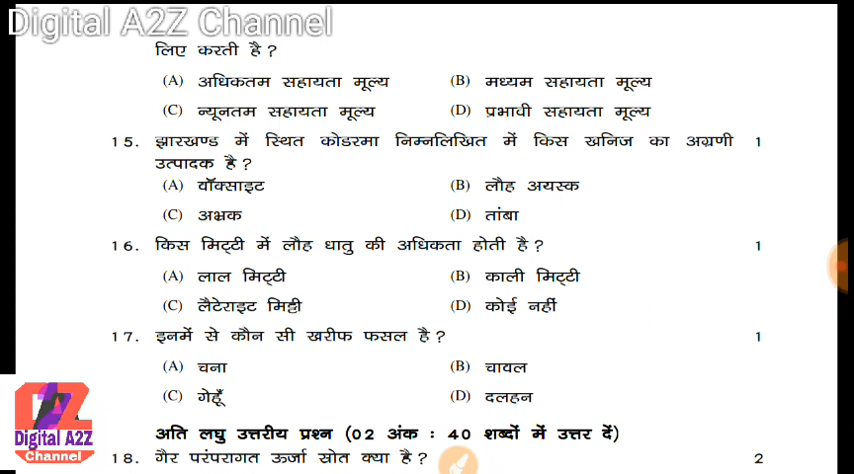 Digital A2Z Channel
लिए करती है ?
(A) अधिकतम सहायता मूल्य (B) मध्यम सहायता मूल्य
(C) न्यूनतम सहायता मूल्य (D) प्रभावी सहायता मूल्य
15. झारखण्ड में स्थित कोडरमा निम्नलिखित में किस खनिज का अग्रणी 1
उत्पादक है ?
(A) वॉक्साइट (B) लौह अयस्क
(C) अभ्रक (D) तांबा
16. किस मिट्टी में लौह धातु की अधिकता होती है ? 1
(A) लाल मिट्टी (B) काली मिट्टी
(C) लैटेराइट मिट्टी (D) कोई नहीं
17. इनमें से कौन सी खरीफ फसल है ? 1
(A) चना (B) चावल
(C) गेहूँ (D) दलहन
अति लघु उत्तरीय प्रश्न (02 अंक : 40 शब्दों में उत्तर दें)
18. गैर परंपरागत ऊर्जा स्रोत क्या है ? 2
AZ
Digital A2Z
Channel